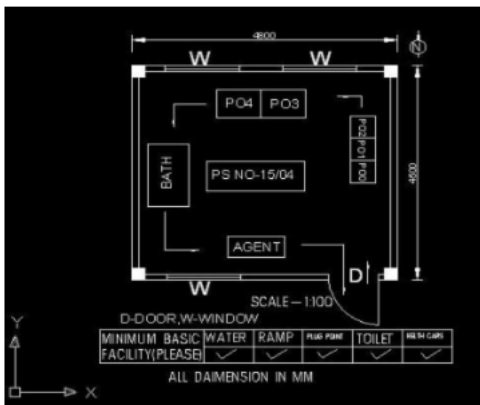 4800
N
W W
PO4 PO3
PO2
PO1
POO
4500
BATH
PS NO-15/04
AGENT
D
W
SCALE-1:100
D-DOOR,W-WINDOW
MINIMUM BASIC WATER RAMP PLUG POINT TOILET
FACILITY(PLEASE)
Y
X
ALL DAIMENSION IN MM